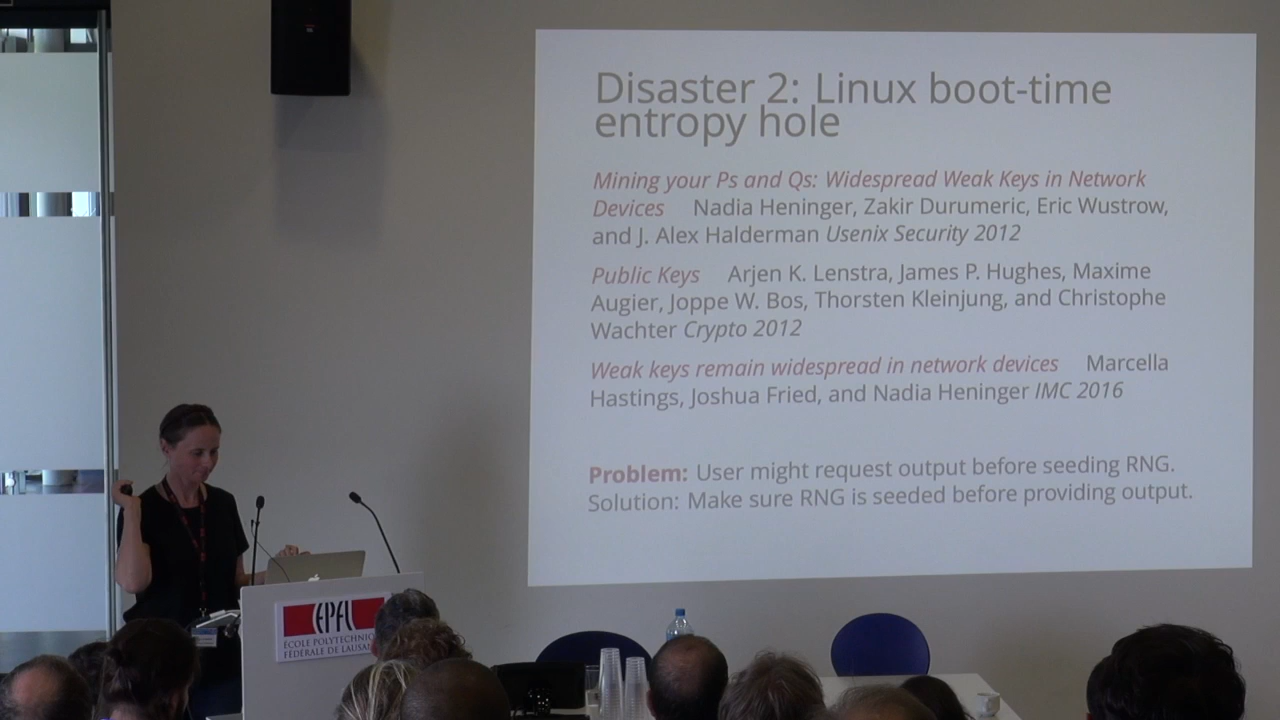 Disaster 2: Linux boot-time
entropy hole
Mining your Ps and Qs: Widespread Weak Keys in Network
Devices Nadia Heninger, Zakir Durumeric, Eric Wustrow,
and J. Alex Halderman Usenix Security 2012
Public Keys Arjen K. Lenstra, James P. Hughes, Maxime
Augier, Joppe W. Bos, Thorsten Kleinjung, and Christophe
Wachter Crypto 2012
Weak keys remain widespread in network devices Marcella
Hastings, Joshua Fried, and Nadia Heninger IMC 2016
Problem: User might request output before seeding RNG.
Solution: Make sure RNG is seeded before providing output.
EPFL
ÉCOLE POLYTECHNIQ
FÉDÉRALE DE LAUSA